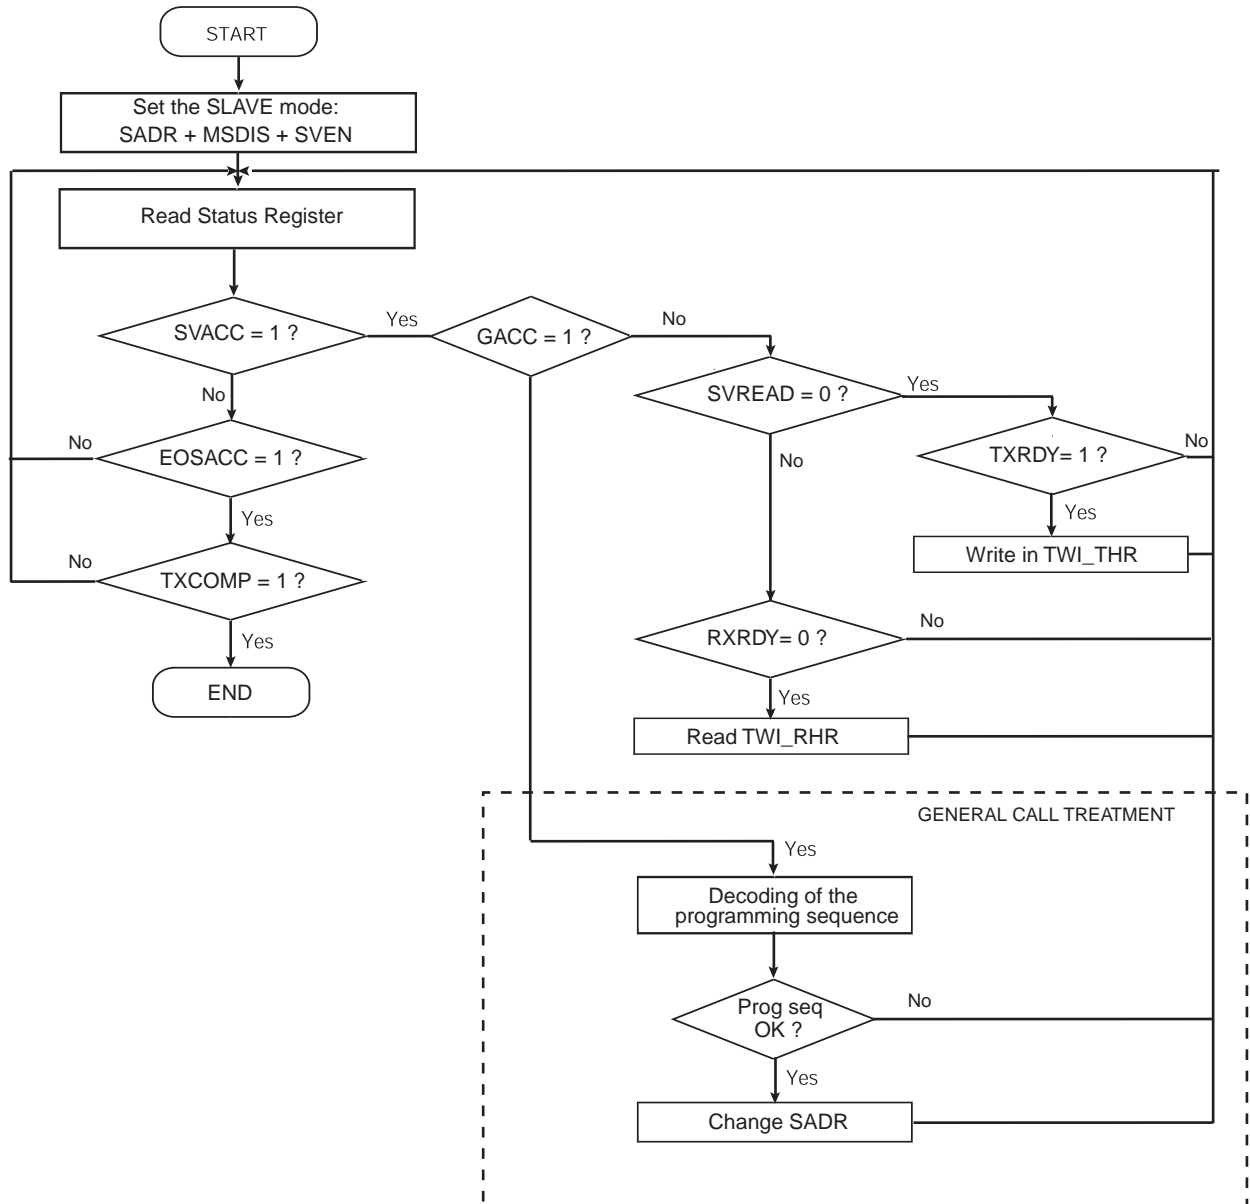 START
Set the SLAVE mode:
SADR + MSDIS + SVEN
Read Status Register
SVACC = 1 ?
Yes
GACC = 1 ?
No
SVREAD = 0 ?
Yes
No
No
EOSACC = 1 ?
No
TXRDY= 1 ?
No
Yes
Yes
Write in TWI_THR
No
TXCOMP = 1 ?
RXRDY= 0 ?
No
Yes
END
Yes
Read TWI_RHR
GENERAL CALL TREATMENT
Yes
Decoding of the
programming sequence
Prog seq
OK ?
No
Yes
Change SADR